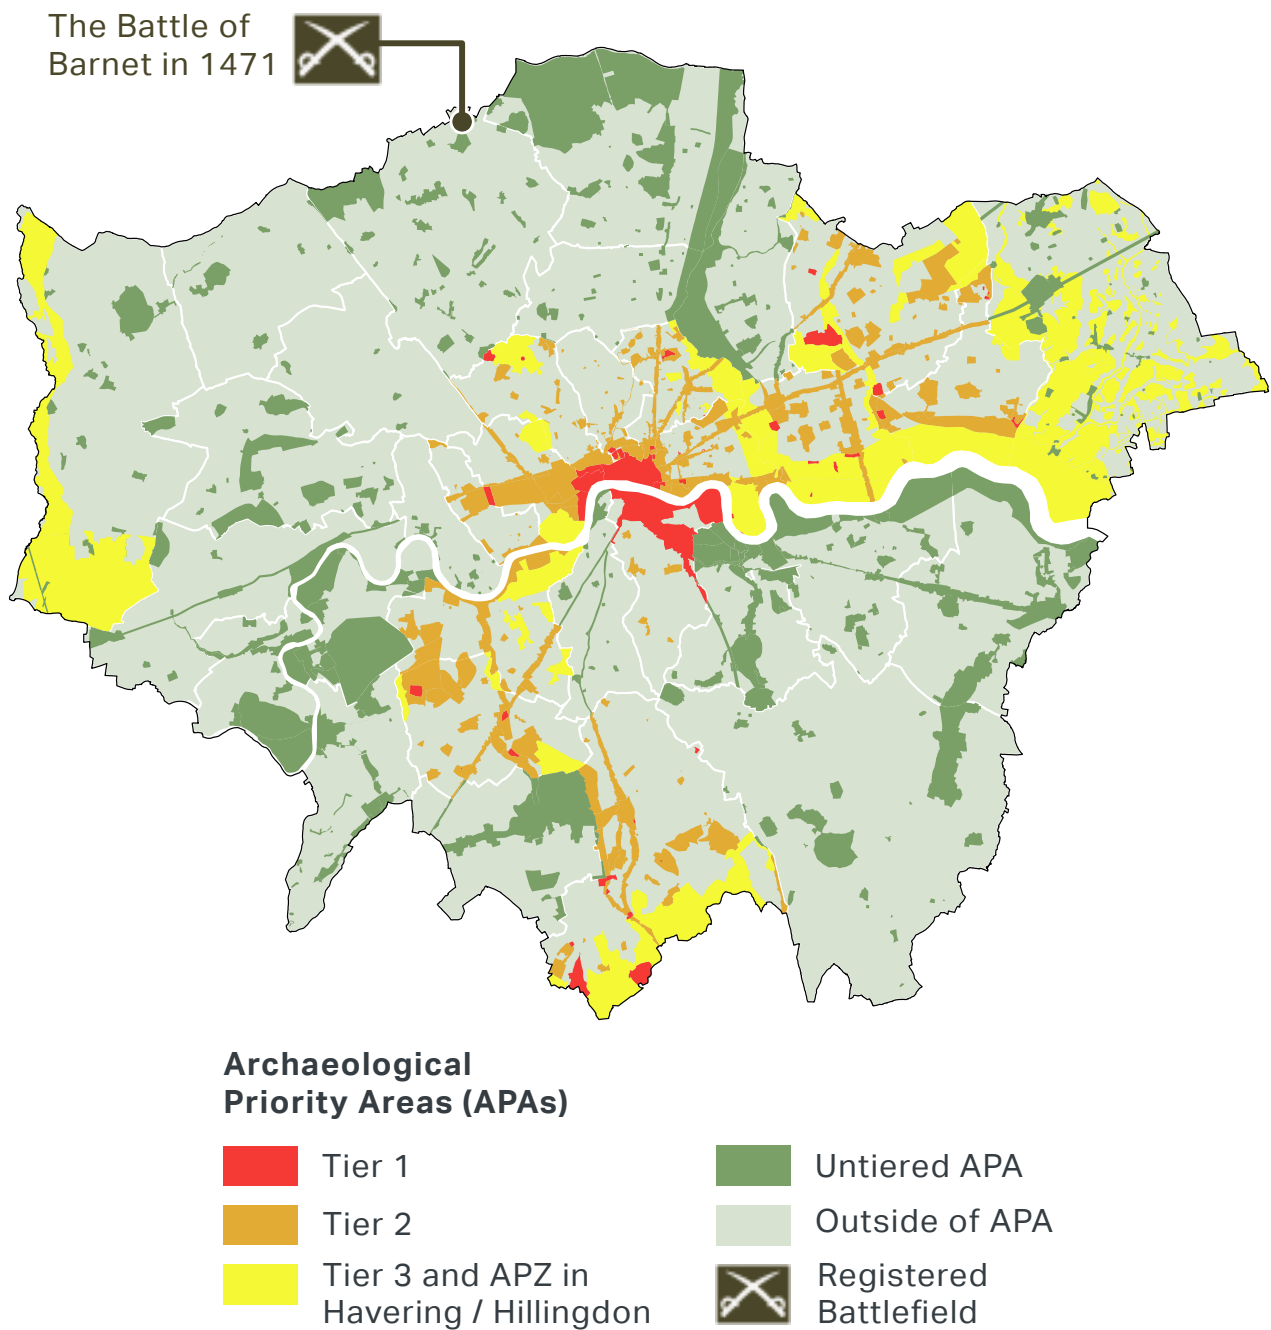 The Battle of
Barnet in 1471
Archaeological
Priority Areas (APAs)
Tier 1
Tier 2
Tier 3 and APZ in
Havering / Hillingdon
Untiered APA
Outside of APA
Registered
Battlefield